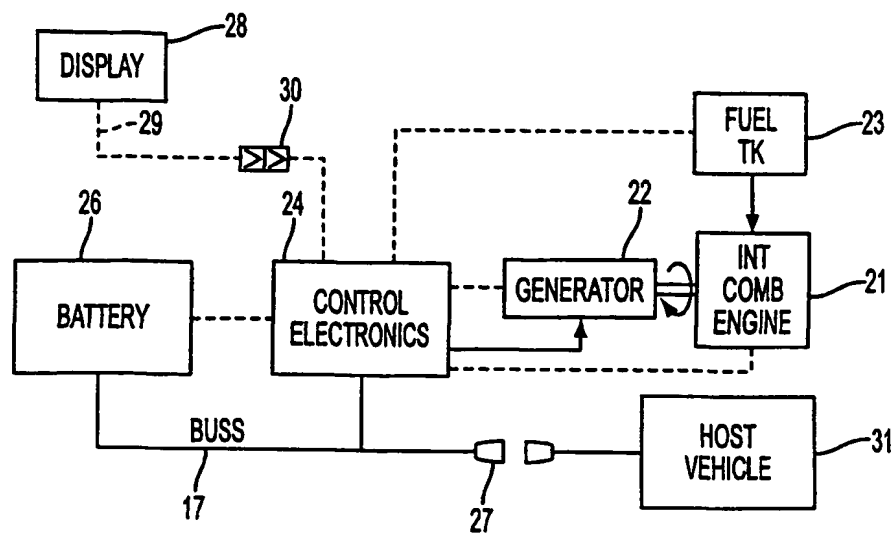 28
DISPLAY
29
30
FUEL
TK
23
26
24
22
BATTERY
CONTROL
ELECTRONICS
GENERATOR
INT
COMB
ENGINE
21
BUSS
17
27
HOST
VEHICLE
31